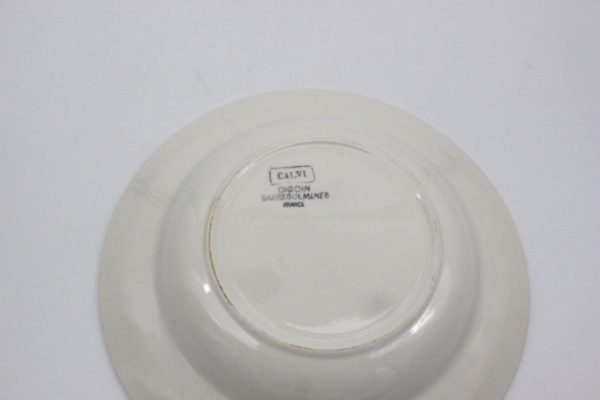 CALVI
DIGOIN
SARREGUEMINES
FRANCE